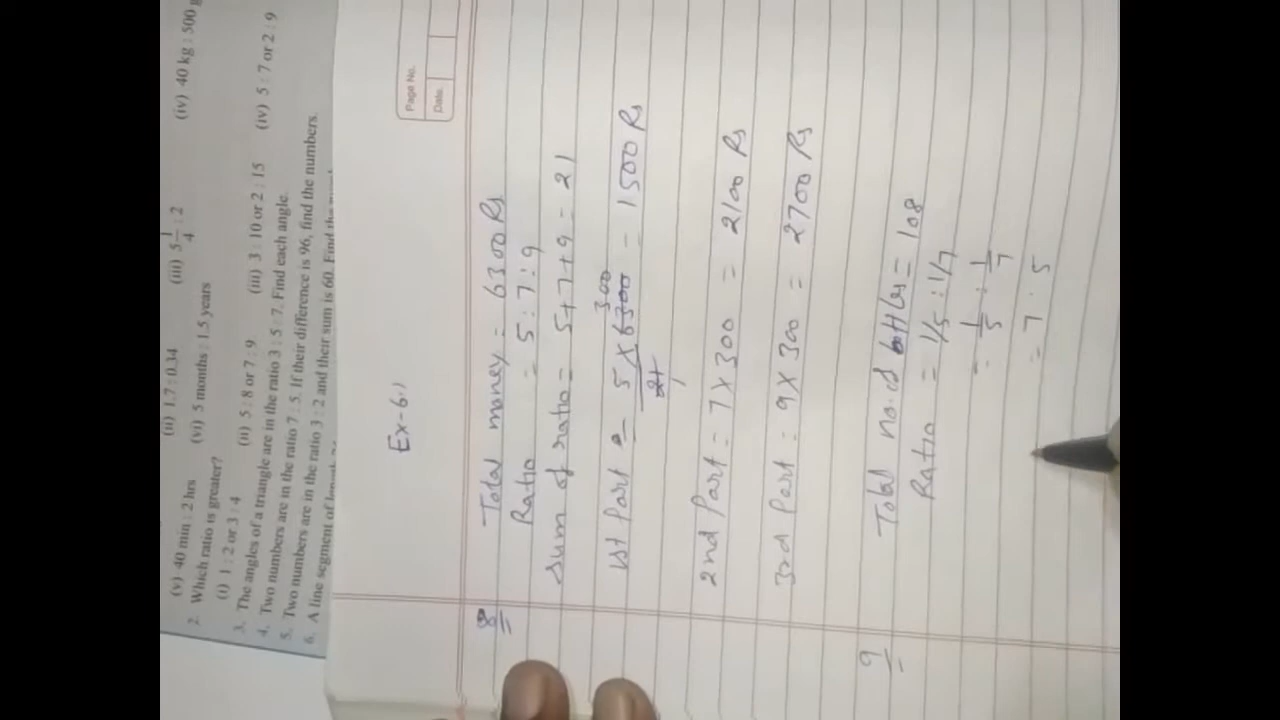 (ii) 1.7 : 0.34
(iii) 5 1/4 : 2
(iv) 40 kg : 500 g
(v) 40 min : 2 hrs
(vi) 5 months : 1.5 years
2. Which ratio is greater?
(i) 1 : 2 or 3 : 4
(ii) 5 : 8 or 7 : 9
(iii) 3 : 10 or 2 : 15
(iv) 5 : 7 or 2 : 9
3. The angles of a triangle are in the ratio 3 : 5 : 7. Find each angle.
4. Two numbers are in the ratio 7 : 5. If their difference is 96, find the numbers.
5. Two numbers are in the ratio 3 : 2 and their sum is 60. Find the
6. A line segment of
Page No.
Date.
Ex-6.1
8
Total money = 6300 Rs
Ratio = 5 : 7 : 9
Sum of ratio = 5+7+9 = 21
300
1st Part = 5 X 6300 = 1500 Rs
21
2nd Part = 7 X 300 = 2100 Rs
3rd Part = 9 X 300 = 2700 Rs
9
Total no. of = 108
Ratio = 1/5 : 1/7
= 1/5 : 1/7
= 7 : 5